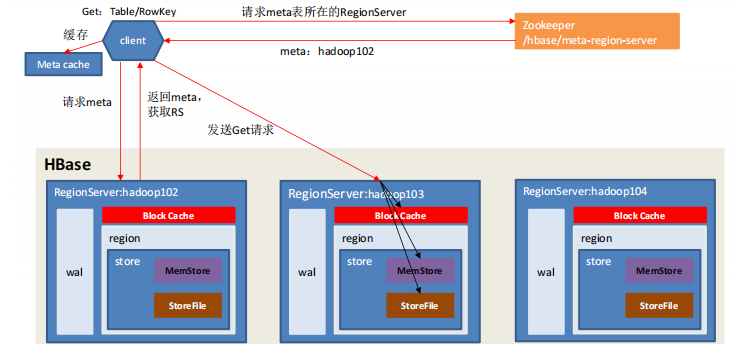 Get: Table/RowKey
请求meta表所在的RegionServer
Zookeeper
/hbase/meta-region-server
缓存
client
meta：hadoop102
Meta cache
请求meta
返回meta，
获取RS
发送Get请求
HBase
RegionServer:hadoop102
Block Cache
region
wal
store
MemStore
StoreFile
RegionServer:hadoop103
Block Cache
region
wal
store
MemStore
StoreFile
RegionServer:hadoop104
Block Cache
region
wal
store
MemStore
StoreFile